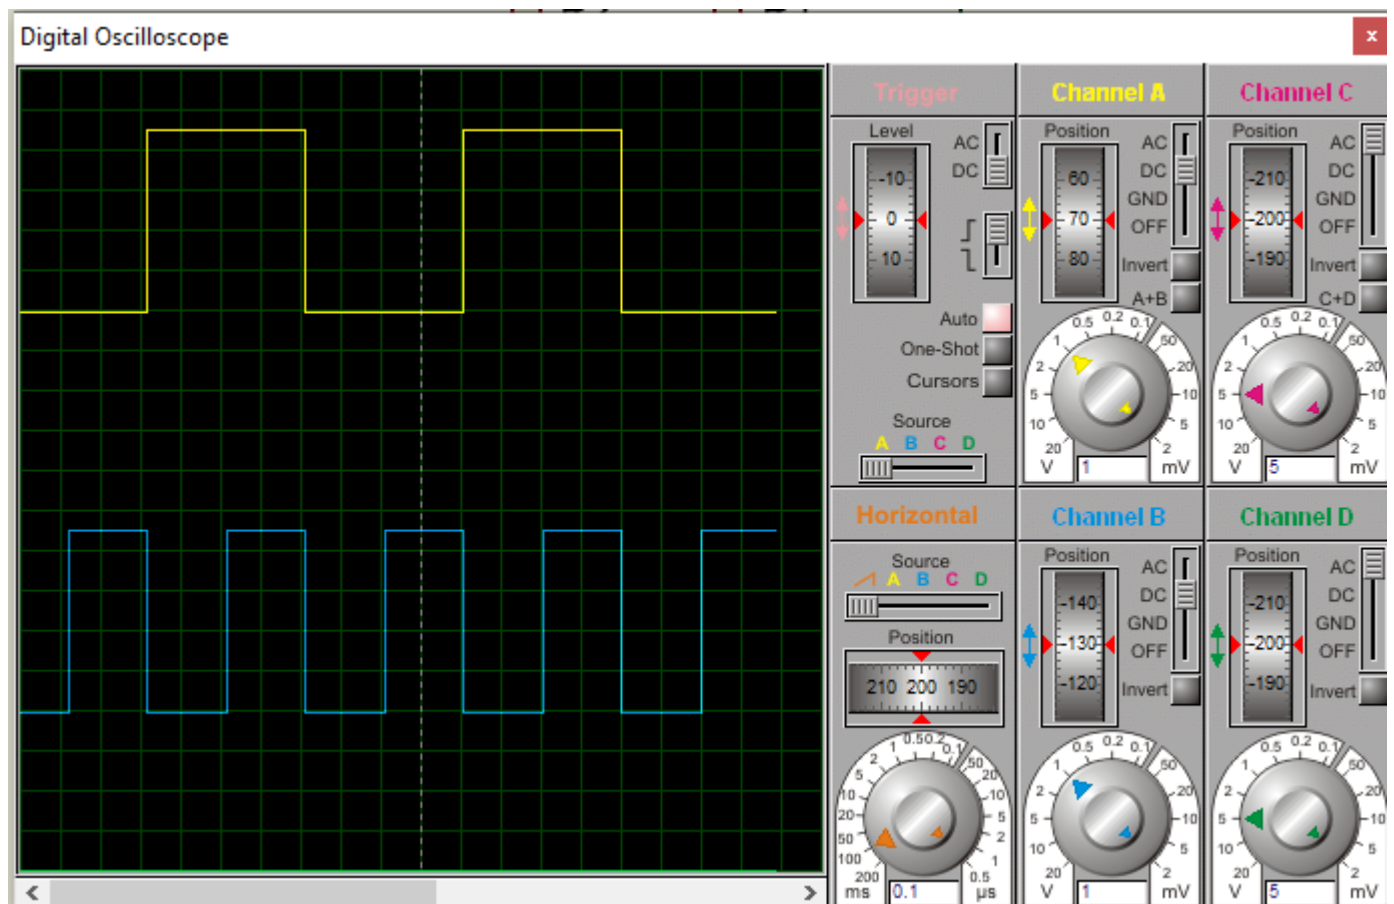 Digital Oscilloscope
x
Trigger
Level
AC
DC
-10
0
10
Auto
One-Shot
Cursors
Source
A B C D
Channel A
Position
AC
DC
GND
OFF
60
70
80
Invert
A+B
20 10 5 2 1 0.5 0.2 0.1 50 20 10 5 2
V
1
mV
Channel C
Position
AC
DC
GND
OFF
-210
-200
-190
Invert
C+D
20 10 5 2 1 0.5 0.2 0.1 50 20 10 5 2
V
5
mV
Horizontal
Source
A B C D
Position
210 200 190
200 100 50 20 10 5 2 1 0.5 0.2 0.1 50 20 10 5 2 1 0.5
ms
0.1
µs
Channel B
Position
AC
DC
GND
OFF
-140
-130
-120
Invert
20 10 5 2 1 0.5 0.2 0.1 50 20 10 5 2
V
1
mV
Channel D
Position
AC
DC
GND
OFF
-210
-200
-190
Invert
20 10 5 2 1 0.5 0.2 0.1 50 20 10 5 2
V
5
mV